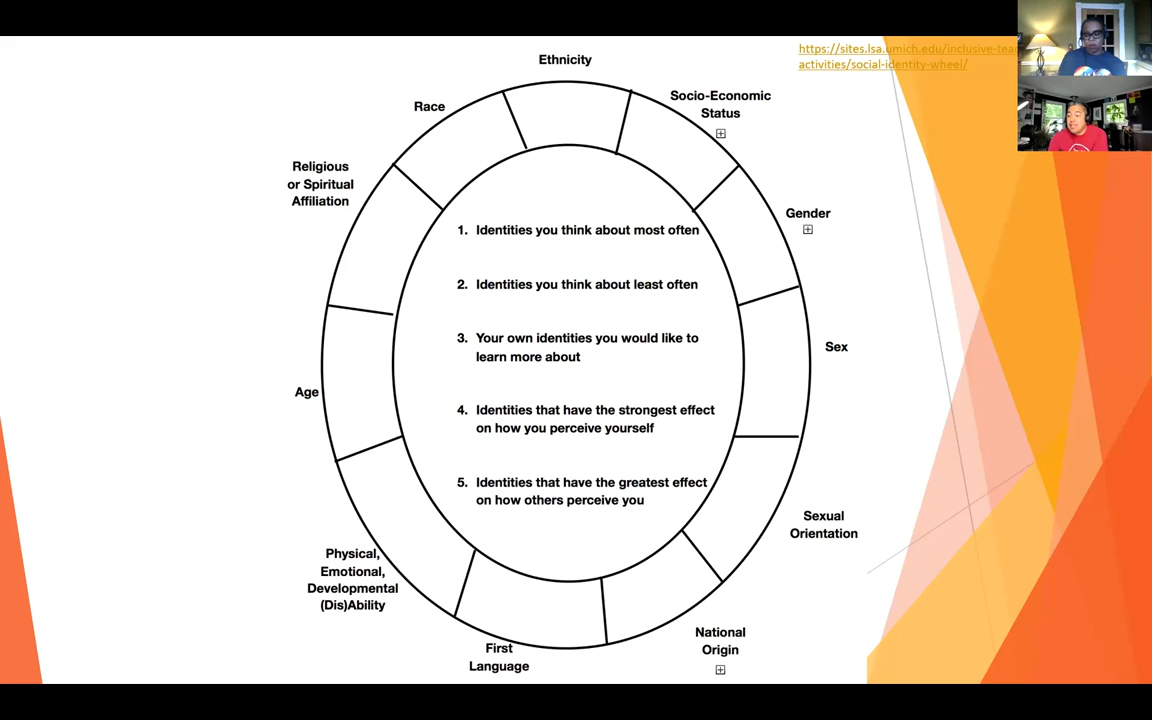 https://sites.lsa.umich.edu/inclusive-tea
activities/social-identity-wheel/
Ethnicity
Socio-Economic
Status
Gender
Sex
Sexual
Orientation
National
Origin
First
Language
Physical,
Emotional,
Developmental
(Dis)Ability
Age
Religious
or Spiritual
Affiliation
Race
1. Identities you think about most often
2. Identities you think about least often
3. Your own identities you would like to
learn more about
4. Identities that have the strongest effect
on how you perceive yourself
5. Identities that have the greatest effect
on how others perceive you